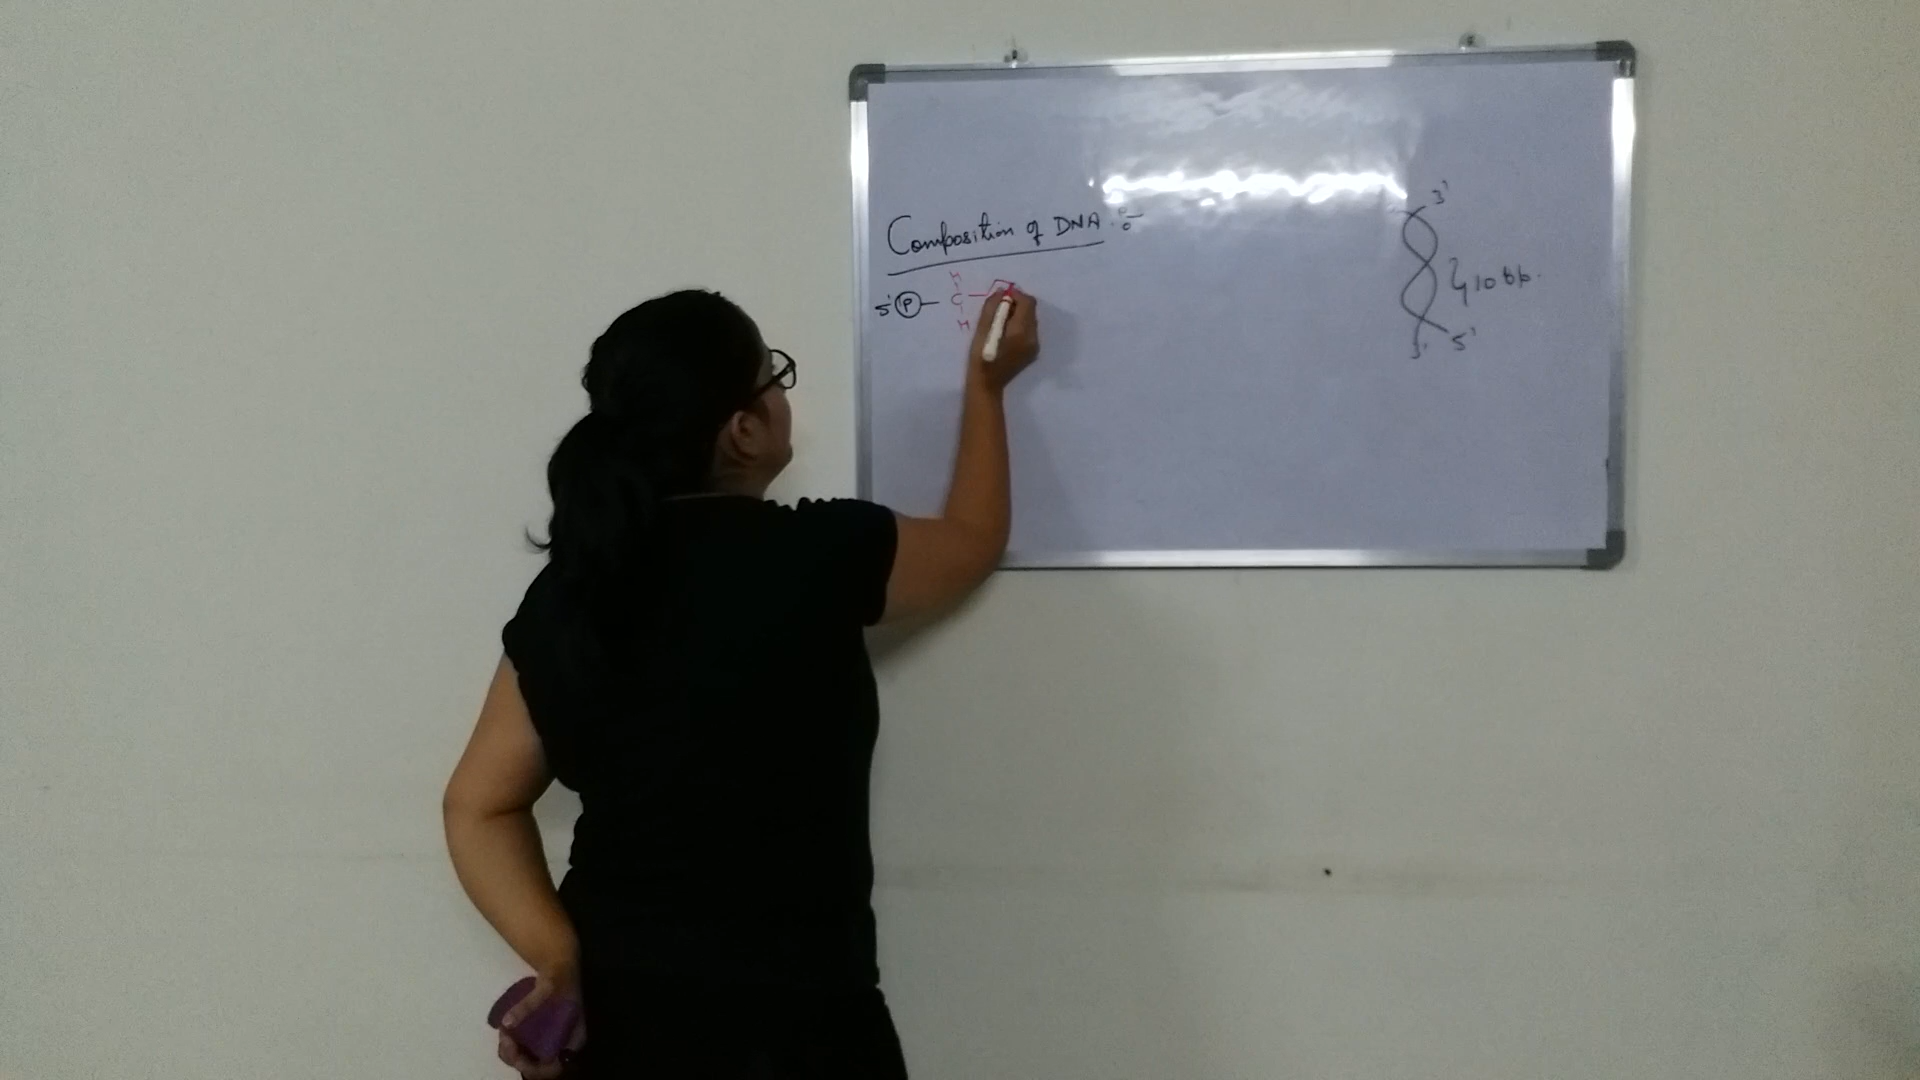 Composition of DNA :-
H
5' P - C -
H
3'
10 bp.
3' 5'